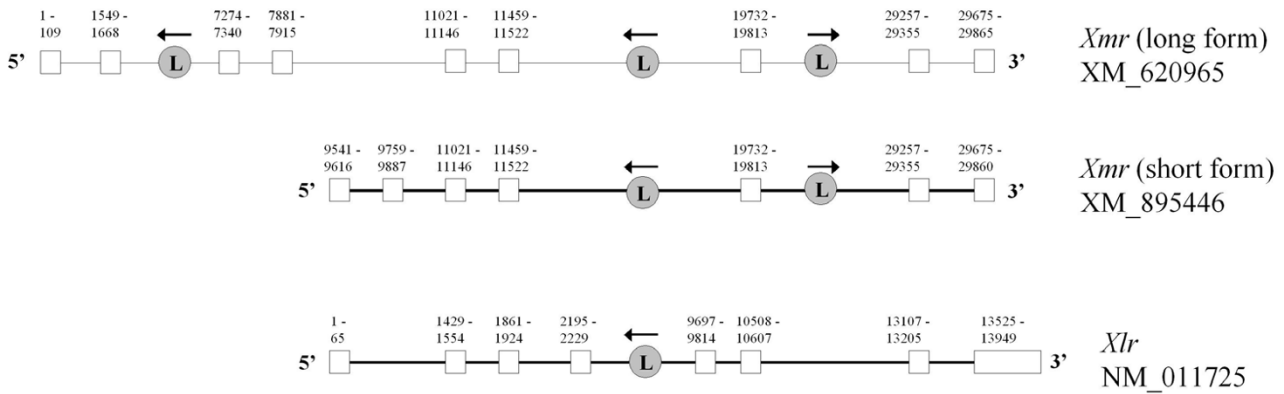 1 - 1549 - 7274 - 7881 - 11021 - 11459 - 19732 - 29257 - 29675 -
109 1668 7340 7915 11146 11522 19813 29355 29865
Xmr (long form)
5’ L L L 3’
XM_620965
9541 - 9759 - 11021 - 11459 - 19732 - 29257 - 29675 -
9616 9887 11146 11522 19813 29355 29860
Xmr (short form)
5’ L L 3’
XM_895446
1 - 1429 - 1861 - 2195 - 9697 - 10508 - 13107 - 13525 -
65 1554 1924 2229 9814 10607 13205 13949
Xlr
5’ L 3’
NM_011725